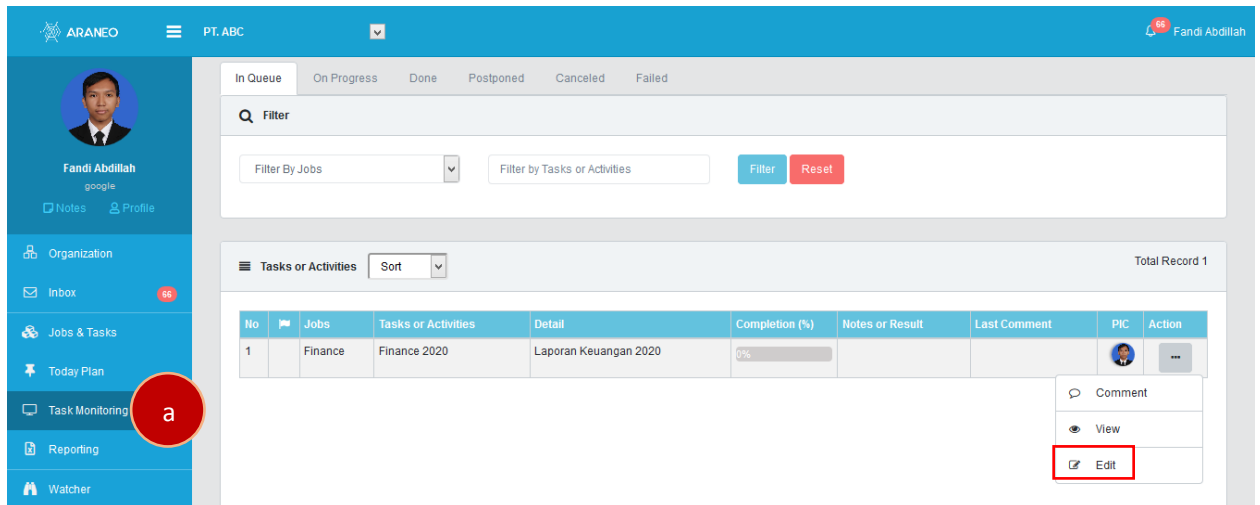 ARANEO
PT. ABC
66
Fandi Abdillah
Fandi Abdillah
google
Notes Profile
Organization
Inbox 66
Jobs & Tasks
Today Plan
Task Monitoring
a
Reporting
Watcher
In Queue On Progress Done Postponed Canceled Failed
Filter
Filter By Jobs Filter by Tasks or Activities Filter Reset
Tasks or Activities Sort Total Record 1
No Jobs Tasks or Activities Detail Completion (%) Notes or Result Last Comment PIC Action
1 Finance Finance 2020 Laporan Keuangan 2020 0%
Comment
View
Edit